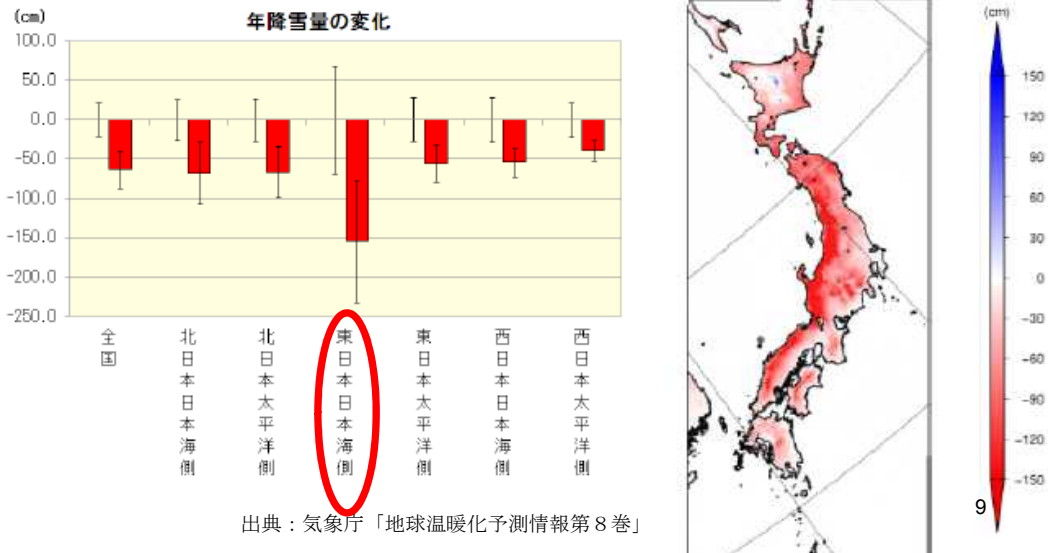 (cm)
年降雪量の変化
100.0
50.0
0.0
-50.0
-100.0
-150.0
-200.0
-250.0
全国
北日本日本海側
北日本太平洋側
東日本日本海側
東日本太平洋側
西日本日本海側
西日本太平洋側
出典：気象庁「地球温暖化予測情報第８巻」
(cm)
150
120
90
60
30
0
-30
-60
-90
-120
-150
9